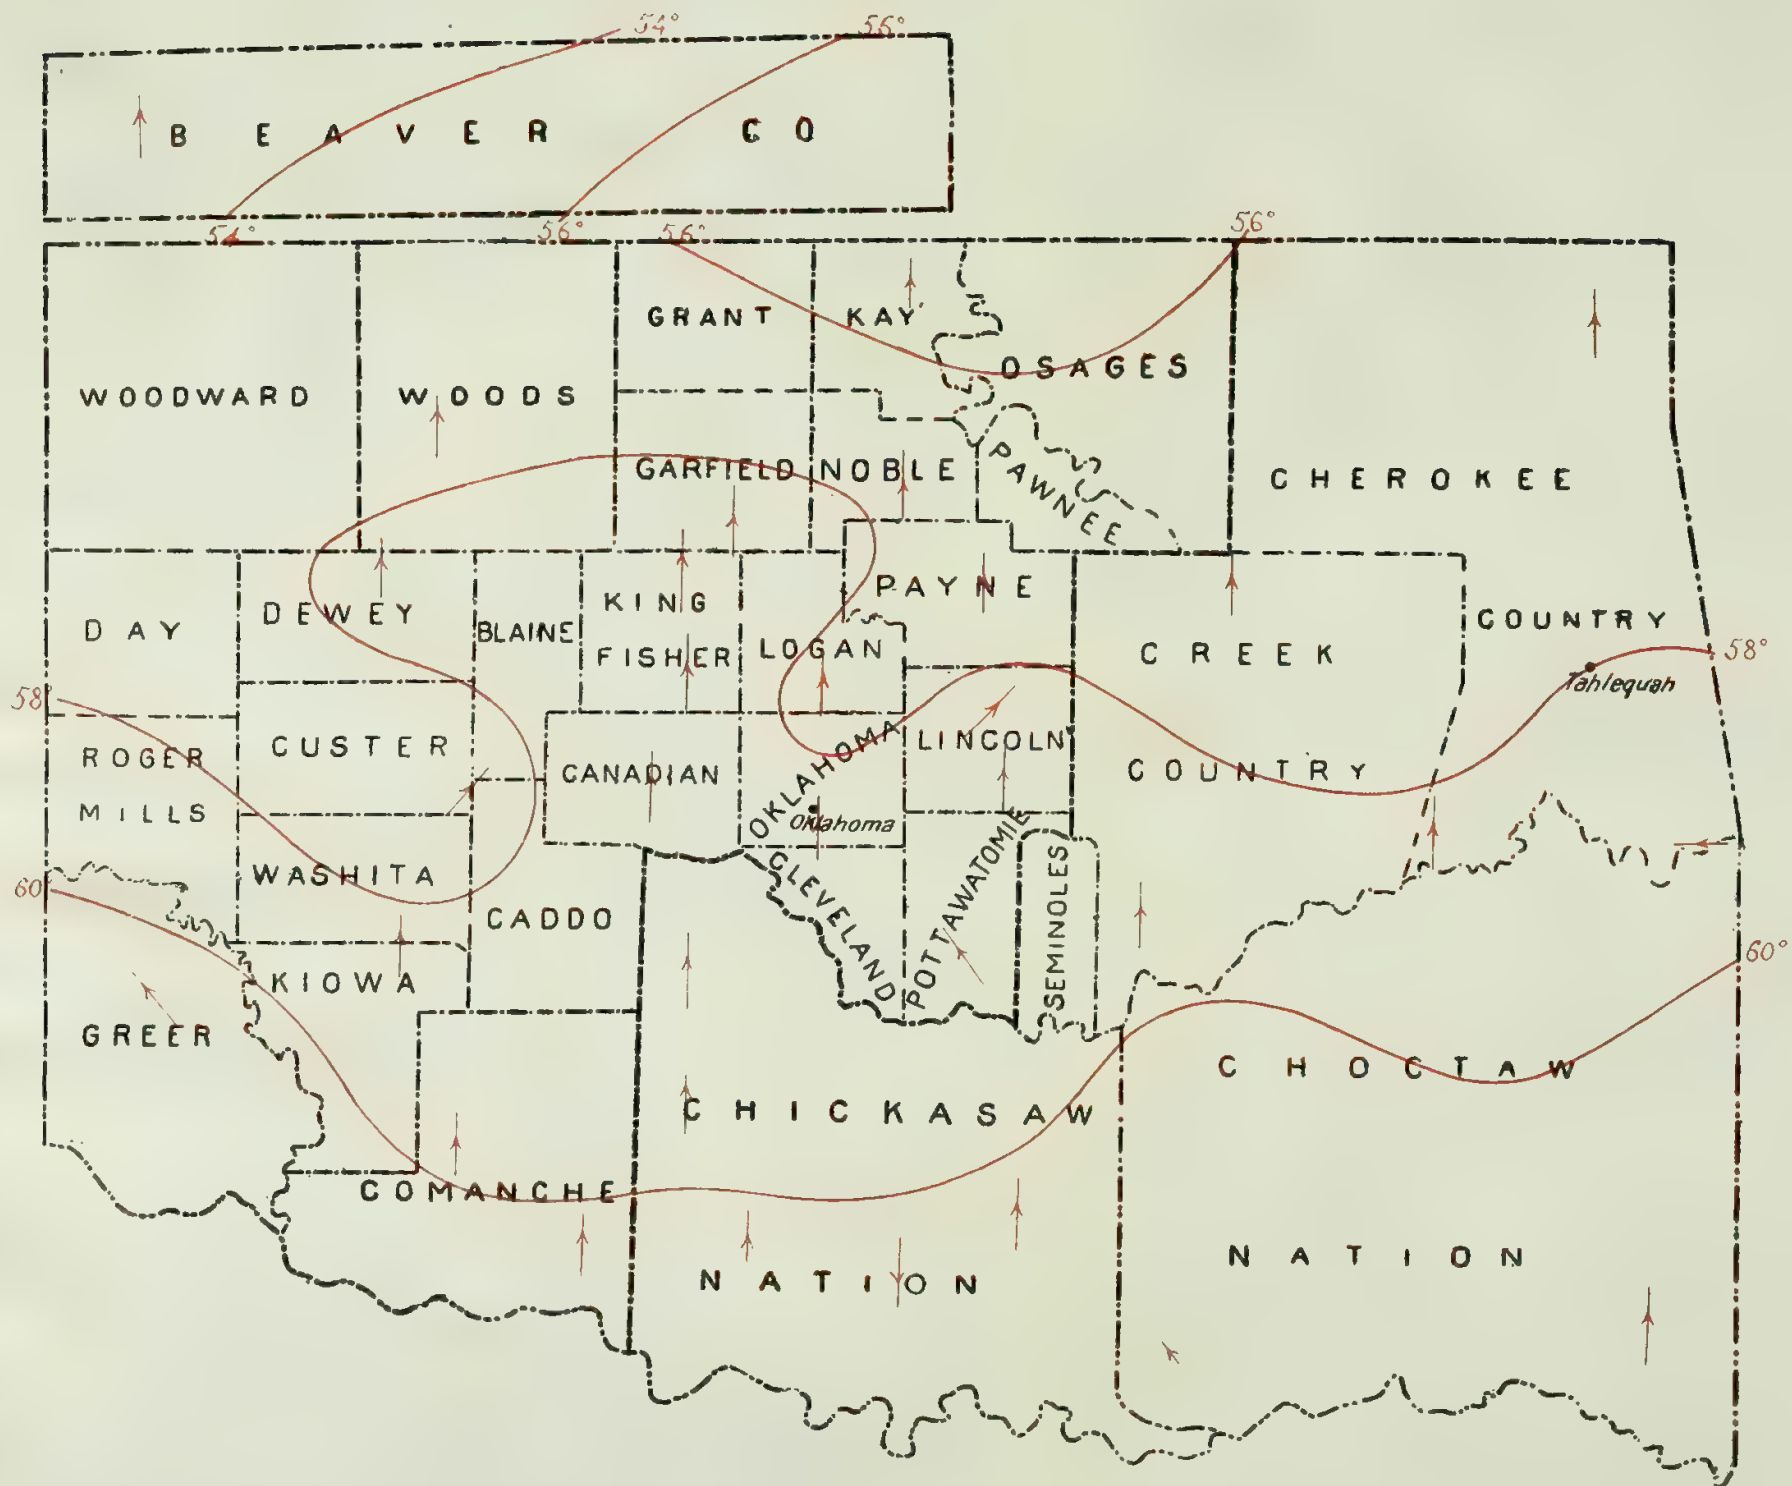 54° 56°
BEAVER CO
54° 56° 56° 56°
GRANT KAY
OSAGES
WOODWARD WOODS
GARFIELD NOBLE PAWNEE CHEROKEE
DAY DEWEY BLAINE KING PAYNE COUNTRY
FISHER LOGAN CREEK 58°
Tahlequah
58°
ROGER CUSTER CANADIAN OKLAHOMA LINCOLN COUNTRY
MILLS Oklahoma
60° WASHITA CADDO CLEVELAND POTTAWATOMIE SEMINOLES
60°
KIOWA
GREER
CHOCTAW
CHICKASAW
COMANCHE
NATION NATION